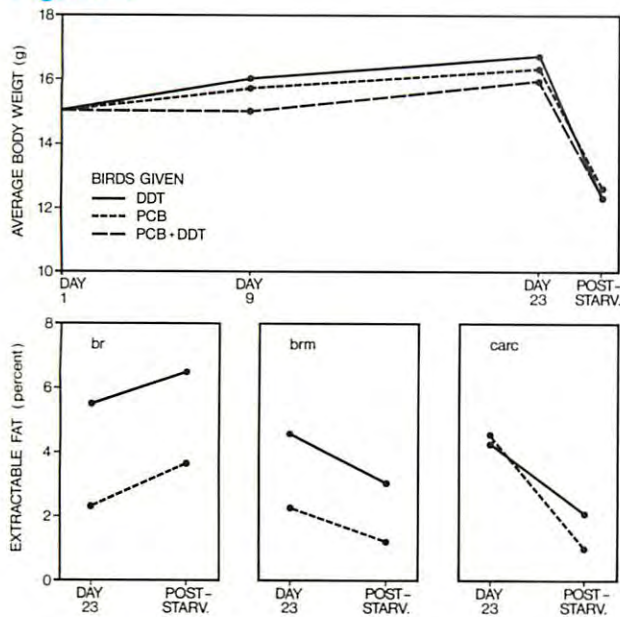 18
16
14
12
10
AVERAGE BODY WEIGT (g)
BIRDS GIVEN
DDT
PCB
PCB+DDT
DAY
1
DAY
9
DAY
23
POST-
STARV.
EXTRACTABLE FAT (percent)
8
6
4
2
0
br
brm
carc
DAY
23
POST-
STARV.
DAY
23
POST-
STARV.
DAY
23
POST-
STARV.